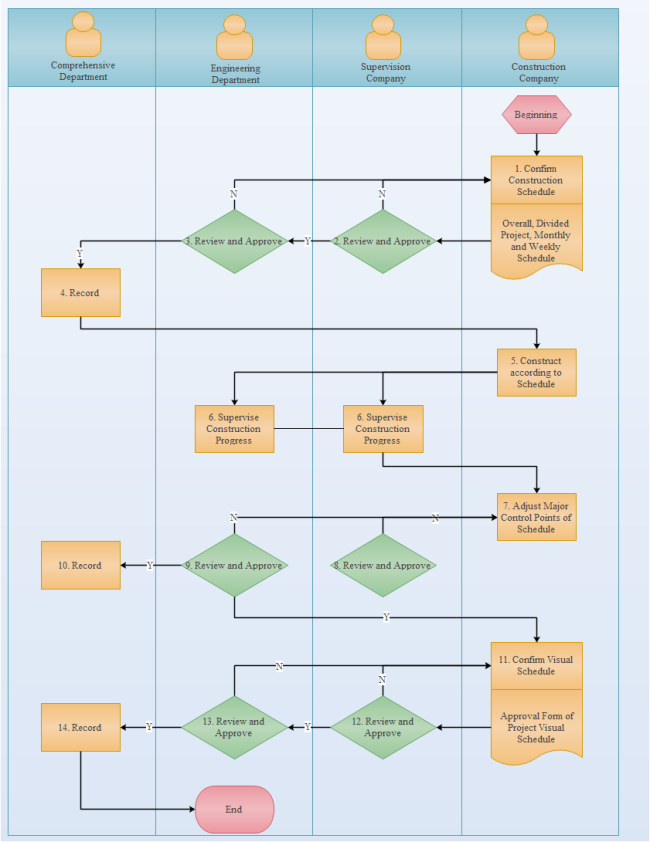 Comprehensive
Department
Engineering
Department
Supervision
Company
Construction
Company
Beginning
1. Confirm
Construction
Schedule
N
N
Overall, Divided
Project, Monthly
and Weekly
Schedule
3. Review and Approve
Y
2. Review and Approve
Y
4. Record
5. Construct
according to
Schedule
6. Supervise
Construction
Progress
6. Supervise
Construction
Progress
7. Adjust Major
Control Points of
Schedule
N
N
10. Record
Y
9. Review and Approve
8. Review and Approve
Y
11. Confirm Visual
Schedule
N
N
Approval Form of
Project Visual
Schedule
14. Record
Y
13. Review and
Approve
Y
12. Review and
Approve
End